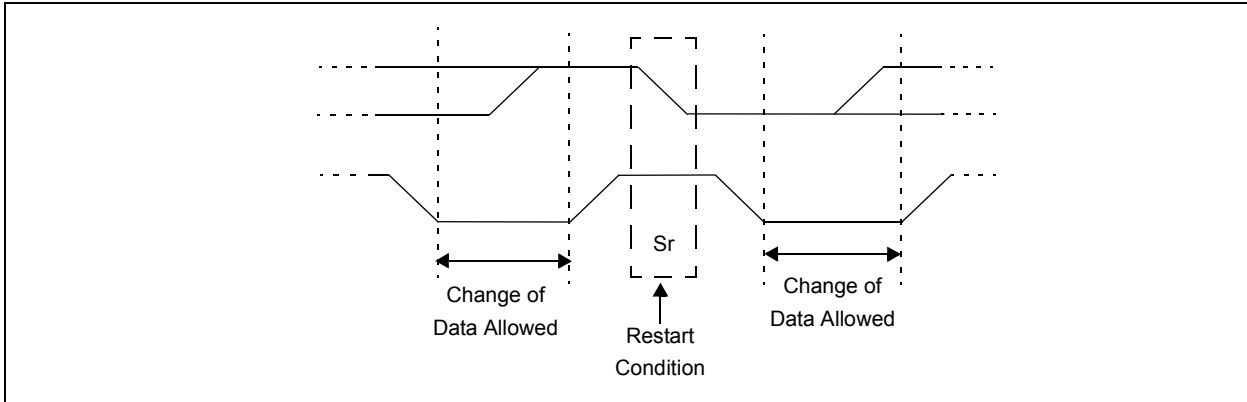 Sr
Change of
Data Allowed
Restart
Condition
Change of
Data Allowed